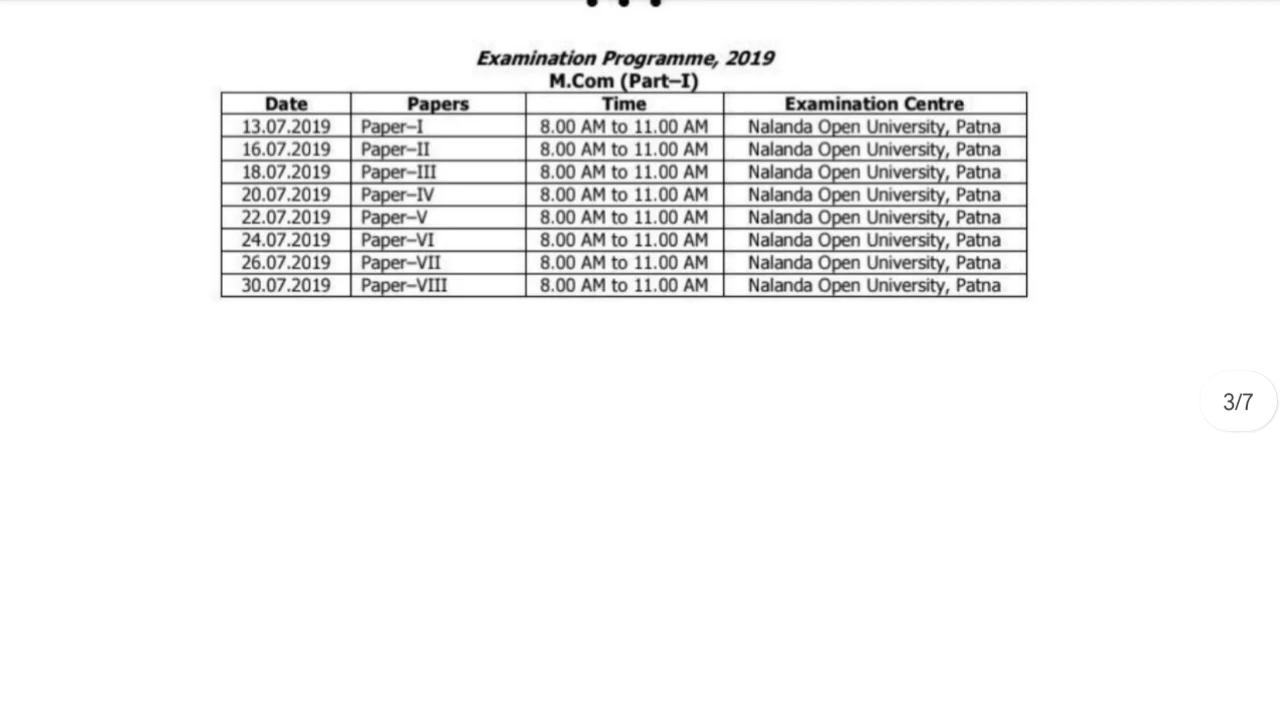 Examination Programme, 2019
M.Com (Part–I)
Date Papers Time Examination Centre
13.07.2019 Paper–I 8.00 AM to 11.00 AM Nalanda Open University, Patna
16.07.2019 Paper–II 8.00 AM to 11.00 AM Nalanda Open University, Patna
18.07.2019 Paper–III 8.00 AM to 11.00 AM Nalanda Open University, Patna
20.07.2019 Paper–IV 8.00 AM to 11.00 AM Nalanda Open University, Patna
22.07.2019 Paper–V 8.00 AM to 11.00 AM Nalanda Open University, Patna
24.07.2019 Paper–VI 8.00 AM to 11.00 AM Nalanda Open University, Patna
26.07.2019 Paper–VII 8.00 AM to 11.00 AM Nalanda Open University, Patna
30.07.2019 Paper–VIII 8.00 AM to 11.00 AM Nalanda Open University, Patna
3/7